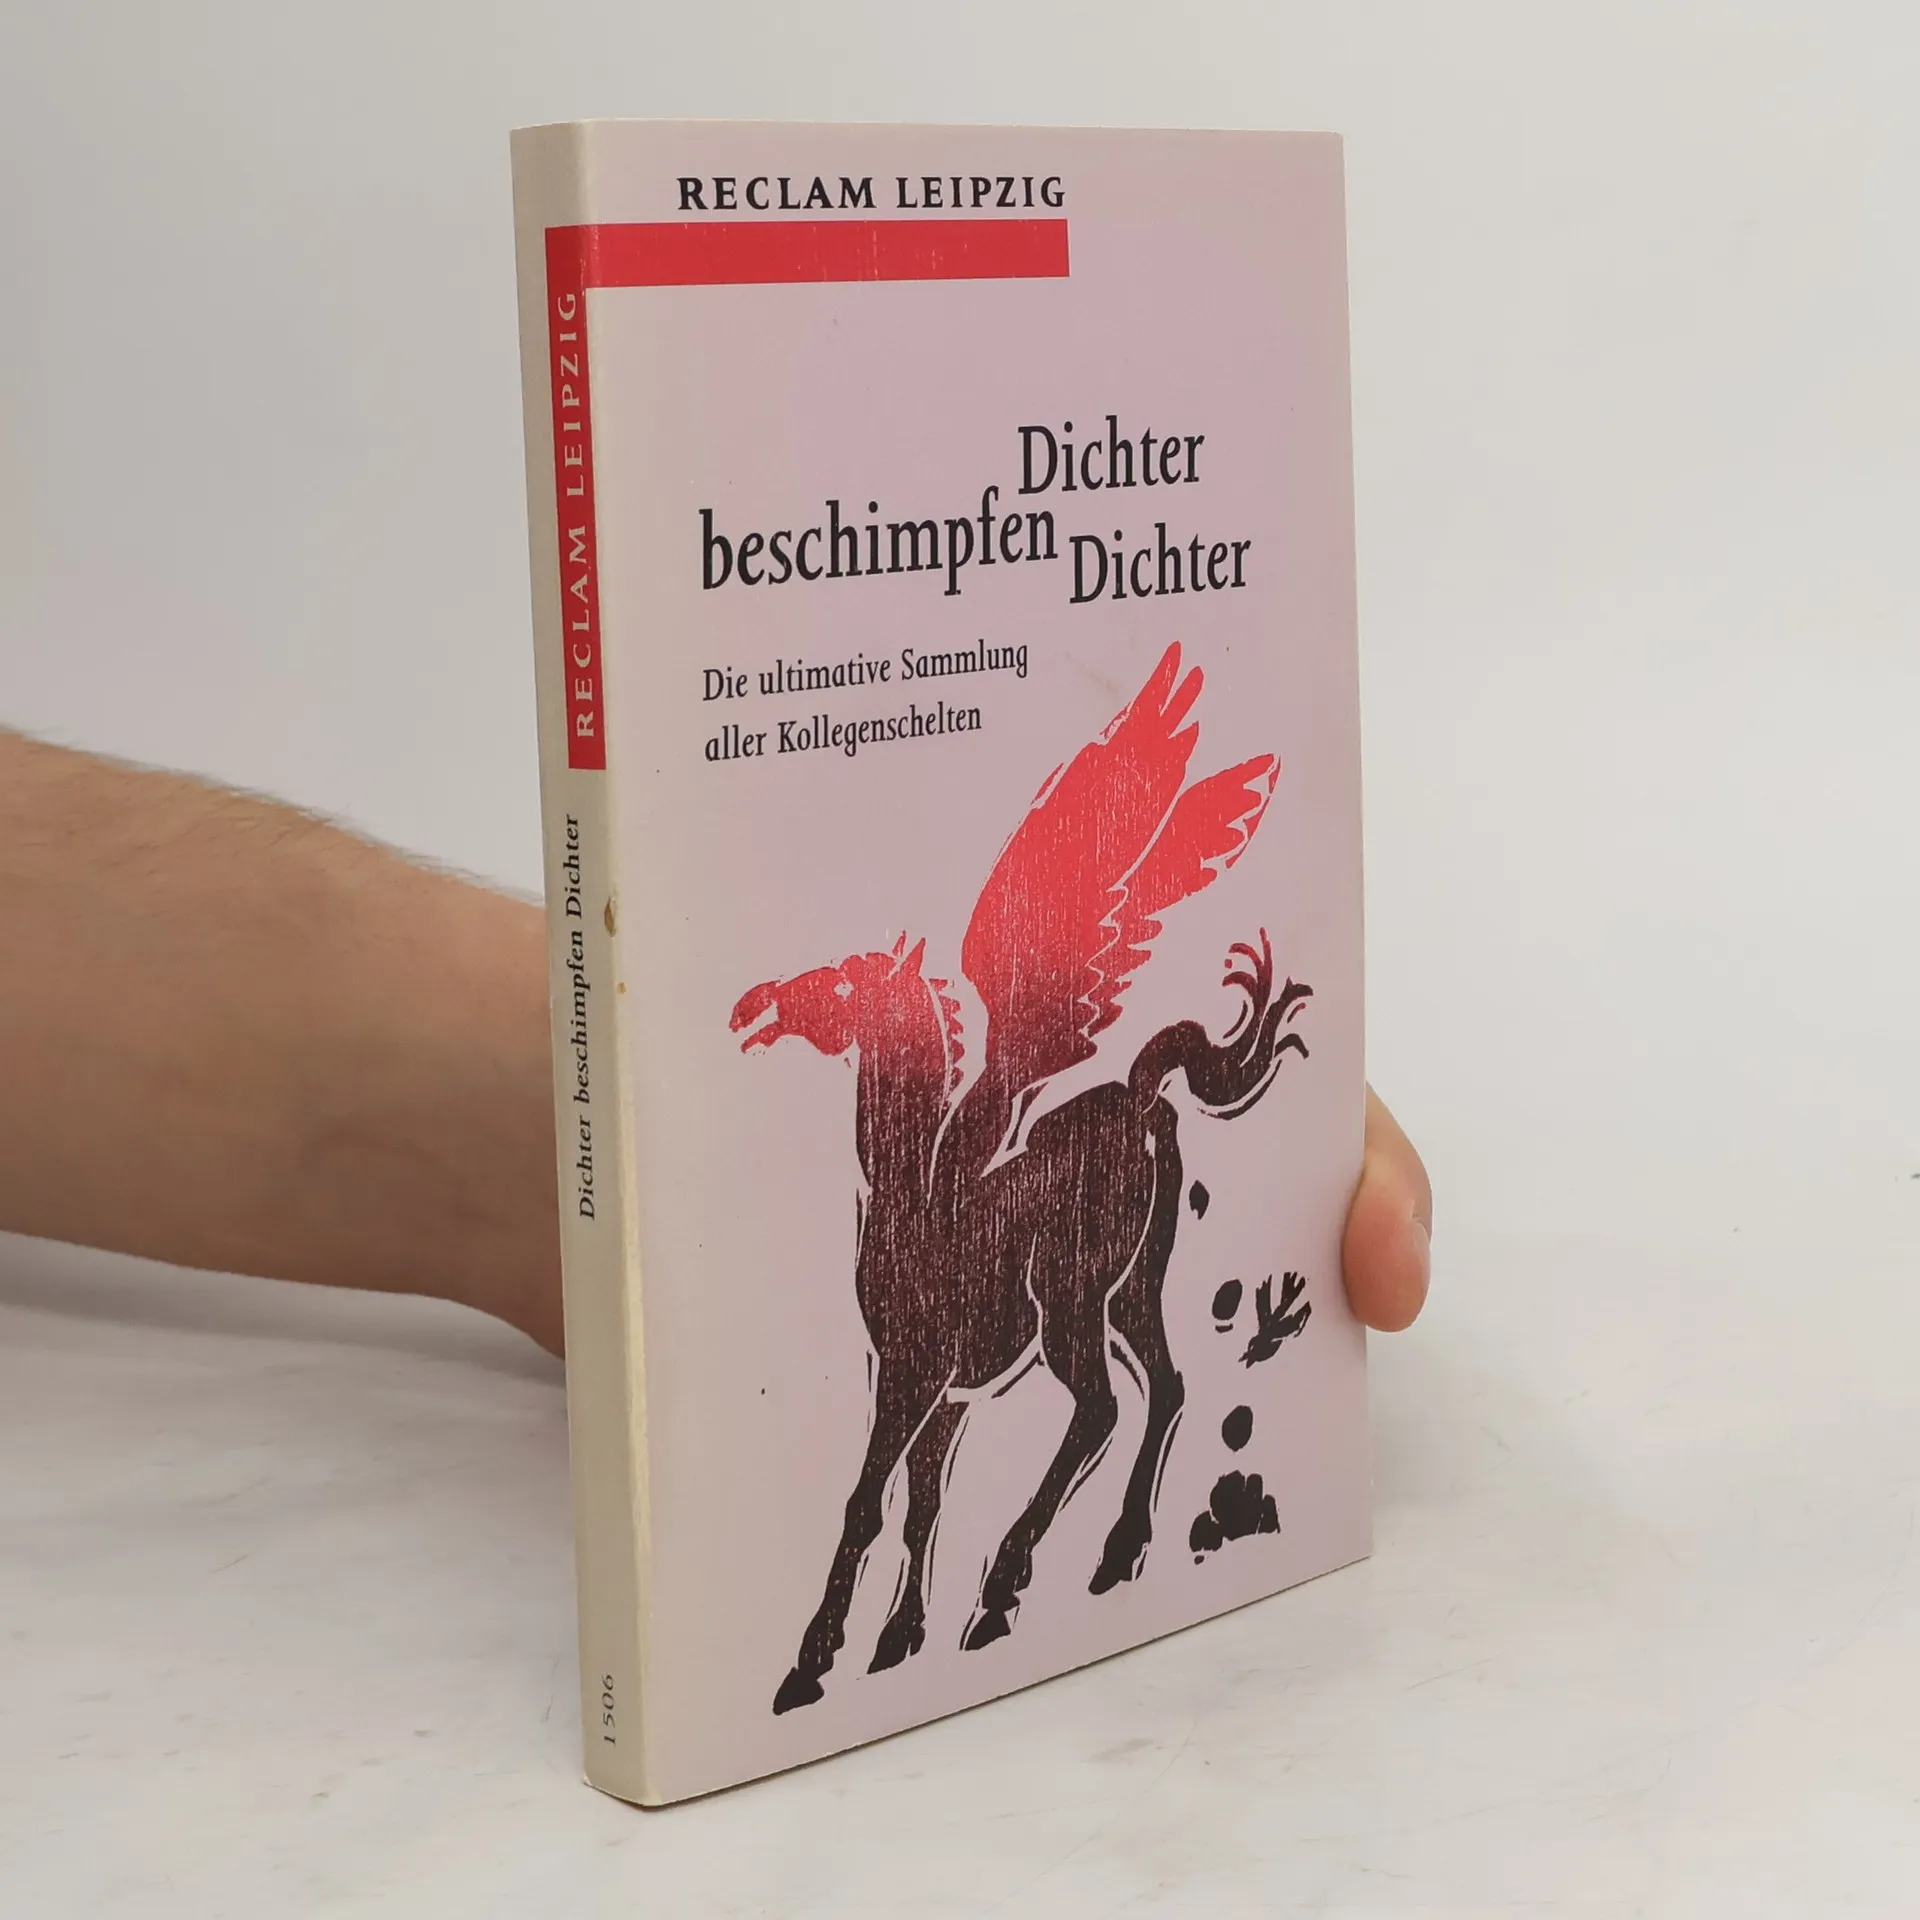 RECLAM LEIPZIG
Dichter
beschimpfen
Dichter
Die ultimative Sammlung
aller Kollegenschelten
RECLAM LEIPZIG
Dichter beschimpfen Dichter
1506